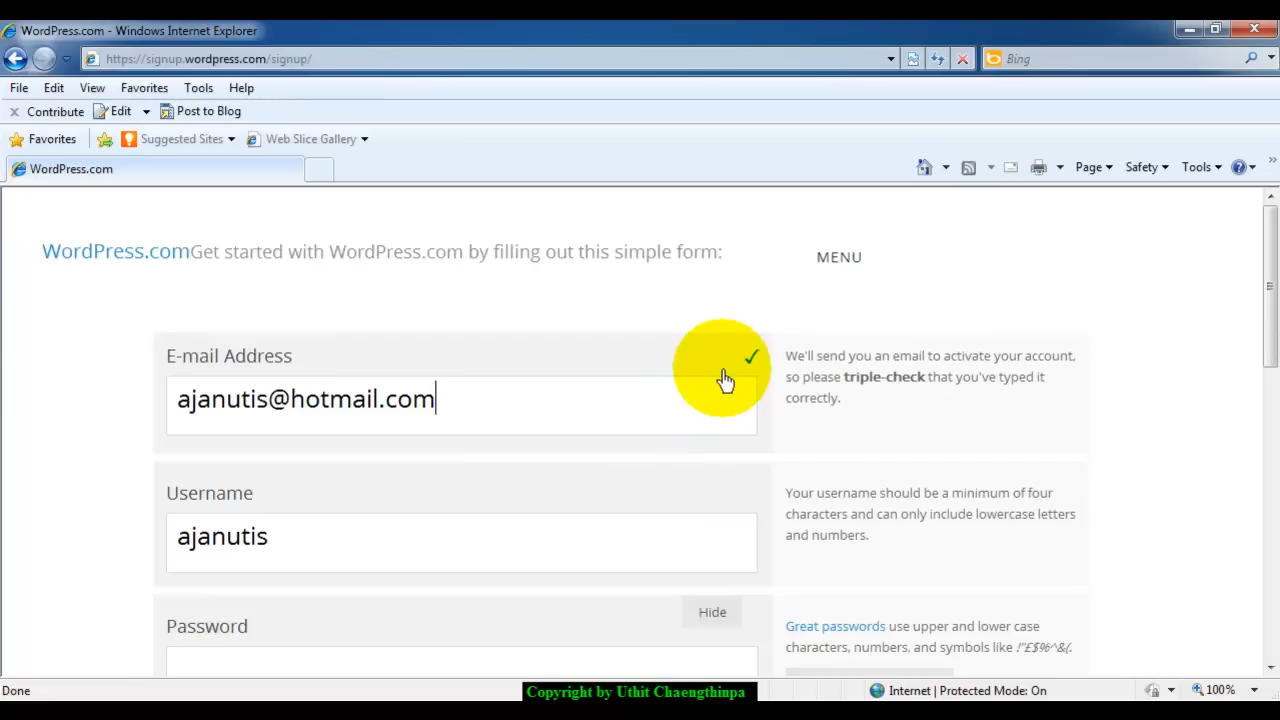 WordPress.com - Windows Internet Explorer
https://signup.wordpress.com/signup/
Bing
File Edit View Favorites Tools Help
Contribute Edit Post to Blog
Favorites Suggested Sites Web Slice Gallery
WordPress.com
Page Safety Tools
WordPress.comGet started with WordPress.com by filling out this simple form:
MENU
E-mail Address
ajanutis@hotmail.com
We'll send you an email to activate your account,
so please triple-check that you've typed it
correctly.
Username
ajanutis
Your username should be a minimum of four
characters and can only include lowercase letters
and numbers.
Password
Hide
Great passwords use upper and lower case
characters, numbers, and symbols like !"£$%^&(.
Done
Copyright by Uthit Chaengthinpa
Internet | Protected Mode: On
100%